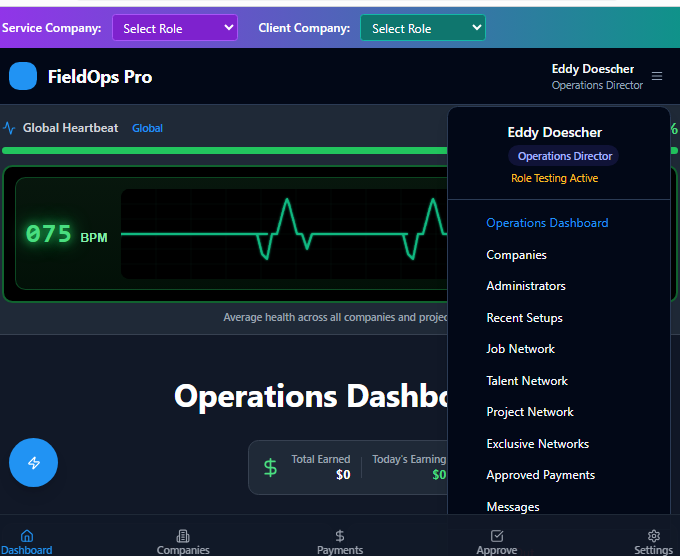 Service Company: Select Role Client Company: Select Role
FieldOps Pro
Eddy Doescher
Operations Director
Global Heartbeat Global %
075 BPM
Average health across all companies and projec
Operations Dashbo
Total Earned
$0
Today's Earning
$0
Eddy Doescher
Operations Director
Role Testing Active
Operations Dashboard
Companies
Administrators
Recent Setups
Job Network
Talent Network
Project Network
Exclusive Networks
Approved Payments
Messages
Dashboard Companies Payments Approve Settings